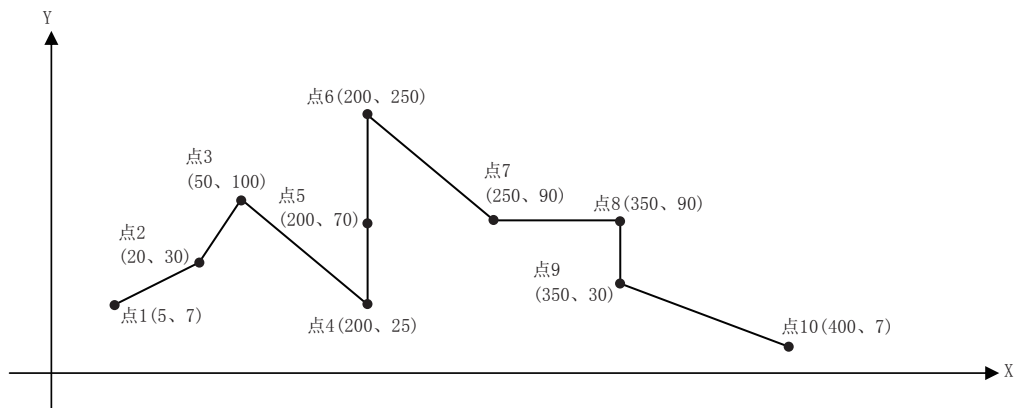 Y
点6(200、250)
点3
(50、100)
点7
(250、90)
点5
(200、70)
点8(350、90)
点2
(20、30)
点9
(350、30)
点1(5、7)
点4(200、25)
点10(400、7)
X